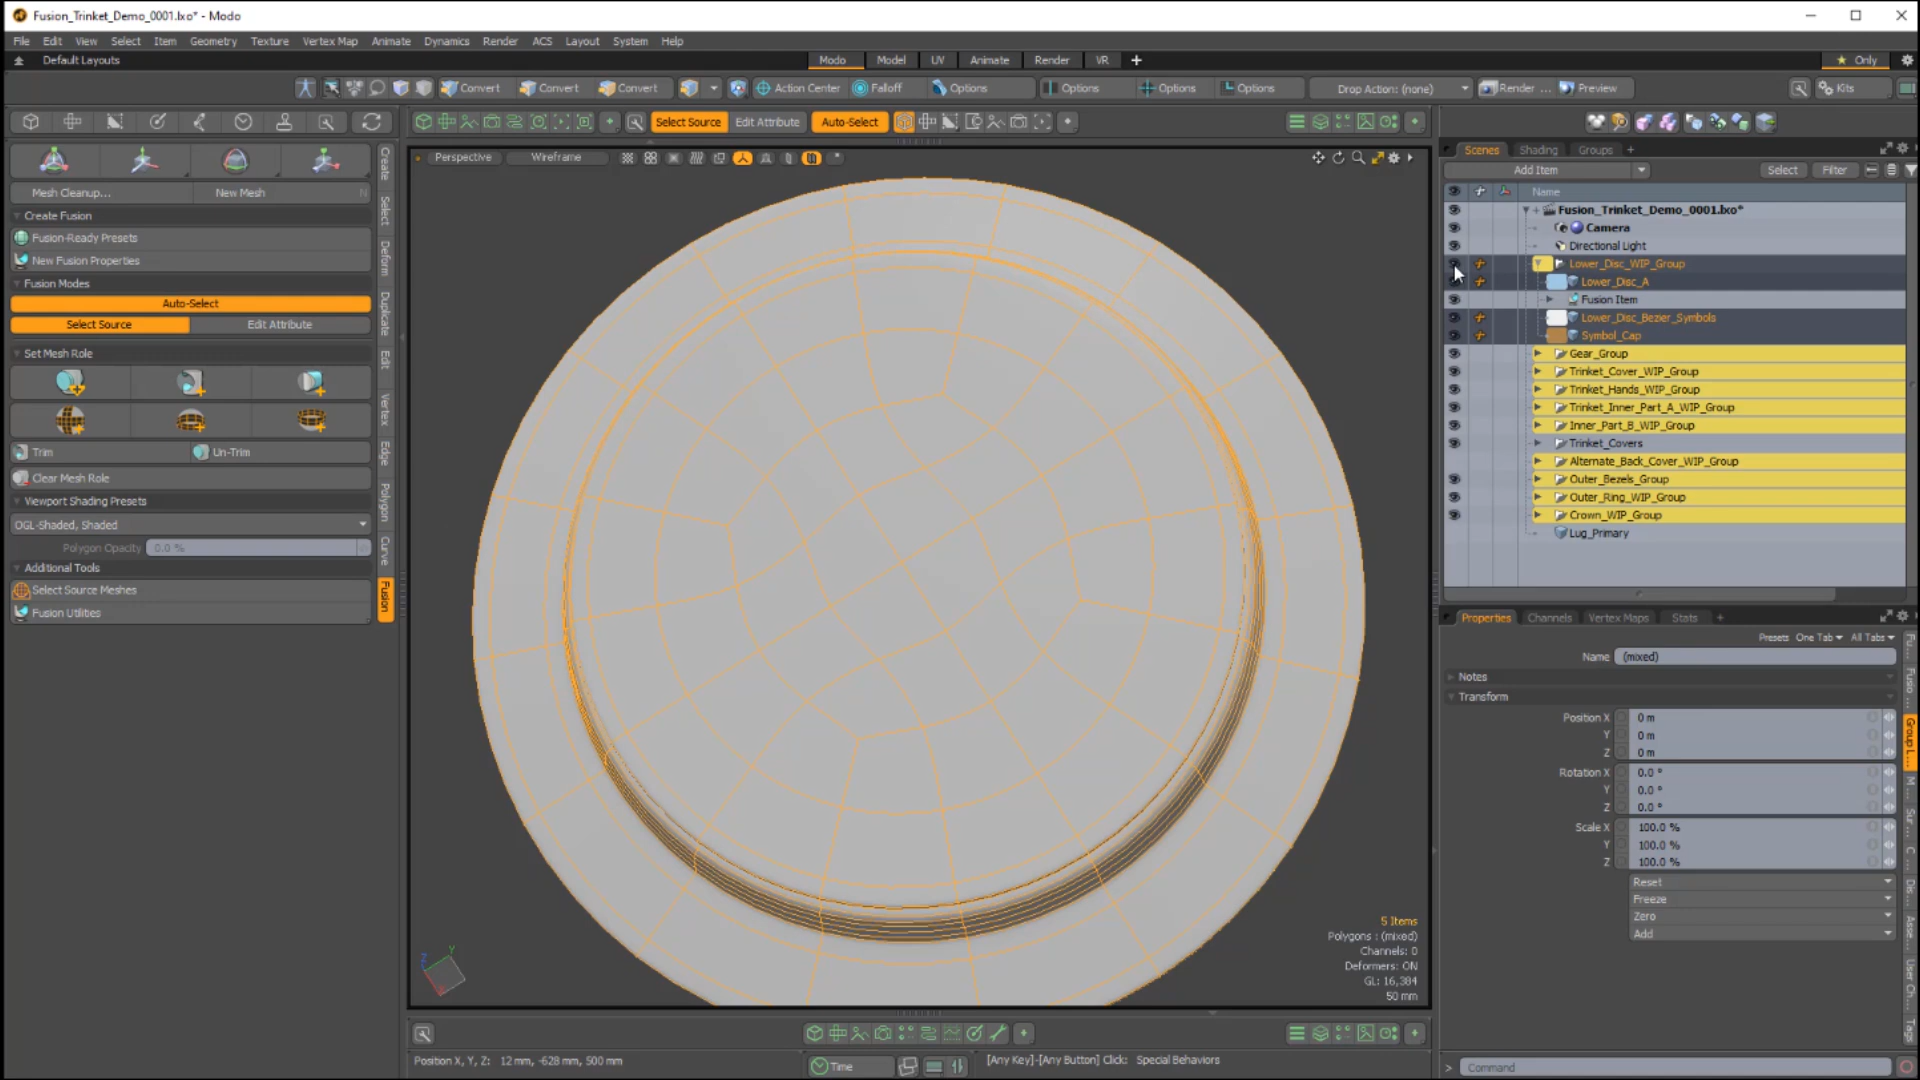 Fusion_Trinket_Demo_0001.lxo* - Modo
File Edit View Select Item Geometry Texture Vertex Map Animate Dynamics Render ACS Layout System Help
Default Layouts
Modo Model UV Animate Render VR
Only
Convert Convert Convert Action Center Falloff Options Options Options Options Drop Action: (none) Render ... Preview Kits
Select Source Edit Attribute Auto-Select
Perspective Wireframe
Mesh Cleanup... New Mesh N
Create Fusion
Fusion-Ready Presets
New Fusion Properties
Fusion Modes
Auto-Select
Select Source Edit Attribute
Set Mesh Role
Trim Un-Trim
Clear Mesh Role
Viewport Shading Presets
OGL-Shaded, Shaded
Polygon Opacity 0.0 %
Additional Tools
Select Source Meshes
Fusion Utilities
Create
Select
Deform
Duplicate
Edit
Vertex
Edge
Polygon
Curve
Fusion
5 Items
Polygons : (mixed)
Channels: 0
Deformers: ON
GL: 16,384
50 mm
Scenes Shading Groups
Add Item Select Filter
Name
Fusion_Trinket_Demo_0001.lxo*
Camera
Directional Light
Lower_Disc_WIP_Group
Lower_Disc_A
Fusion Item
Lower_Disc_Bezier_Symbols
Symbol_Cap
Gear_Group
Trinket_Cover_WIP_Group
Trinket_Hands_WIP_Group
Trinket_Inner_Part_A_WIP_Group
Inner_Part_B_WIP_Group
Trinket_Covers
Alternate_Back_Cover_WIP_Group
Outer_Bezels_Group
Outer_Ring_WIP_Group
Crown_WIP_Group
Lug_Primary
Properties Channels Vertex Maps Stats
Presets One Tab All Tabs
Name (mixed)
Notes
Transform
Position X 0 m
Y 0 m
Z 0 m
Rotation X 0.0 °
Y 0.0 °
Z 0.0 °
Scale X 100.0 %
Y 100.0 %
Z 100.0 %
Reset
Freeze
Zero
Add
Fu...
Fusio ...
Group L...
M ...
Sur ...
C ...
Dis...
Asse...
User Ch...
Tags
Position X, Y, Z: 12 mm, -628 mm, 500 mm
Time
[Any Key]-[Any Button] Click: Special Behaviors
> Command